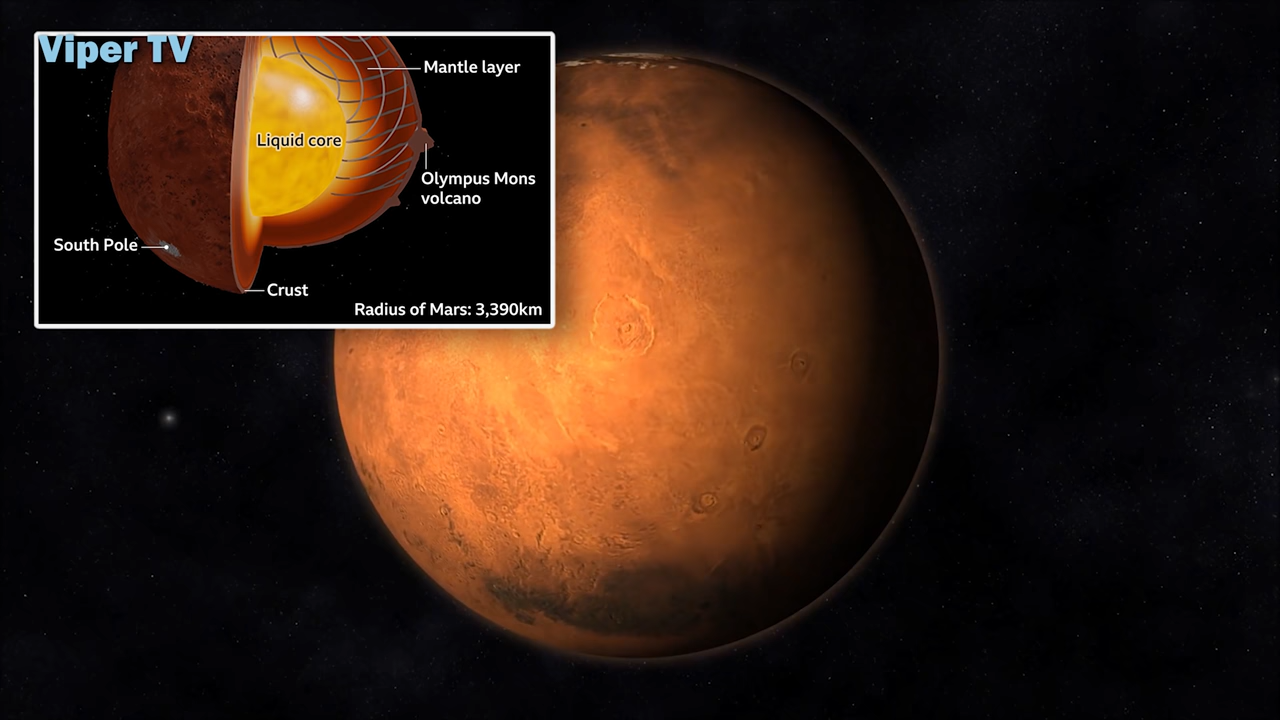 Viper TV
Mantle layer
Liquid core
Olympus Mons
volcano
South Pole
Crust
Radius of Mars: 3,390km